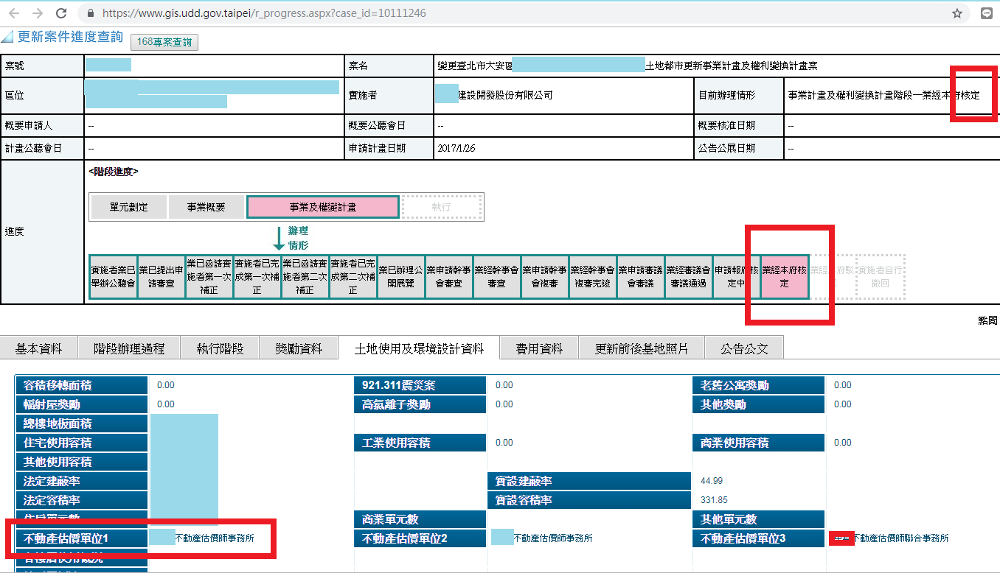 https://www.gis.udd.gov.taipei/r_progress.aspx?case_id=10111246
更新案件進度查詢 168專案查詢
案號 案名 變更臺北市大安區 土地都市更新事業計畫及權利變換計畫案
區位 實施者 建設開發股份有限公司 目前辦理情形 事業計畫及權利變換計畫階段－業經本府核定
概要申請人 -- 概要公聽會日 -- 概要核准日期 --
計畫公聽會日 -- 申請計畫日期 2017/1/26 公告公展日期 --
進度
<階段進度>
單元劃定 事業概要 事業及權變計畫 執行
辦理
情形
實施者業已舉辦公聽會
業已提出申請審查
業已函請實施者第一次補正
實施者已完成第一次補正
業已函請實施者第二次補正
實施者已完成第二次補正
業已辦理公開展覽
業申請幹事會審查
業經幹事會審查
業申請幹事會複審
業經幹事會複審完竣
業申請審議會審議
業經審議會審議通過
申請報府核定中
業經本府核定
業經本府駁回
實施者自行撤回
點閱
基本資料 階段辦理過程 執行階段 獎勵資料 土地使用及環境設計資料 費用資料 更新前後基地照片 公告公文
容積移轉面積 0.00 921.311震災案 0.00 老舊公寓獎勵 0.00
輻射屋獎勵 0.00 高氯離子獎勵 0.00 其他獎勵 0.00
總樓地板面積
住宅使用容積 工業使用容積 0.00 商業使用容積 0.00
其他使用容積
法定建蔽率 實設建蔽率 44.99
法定容積率 實設容積率 331.85
商業單元數 其他單元數
不動產估價單位1 不動產估價師事務所 不動產估價單位2 不動產估價師事務所 不動產估價單位3 不動產估價師聯合事務所